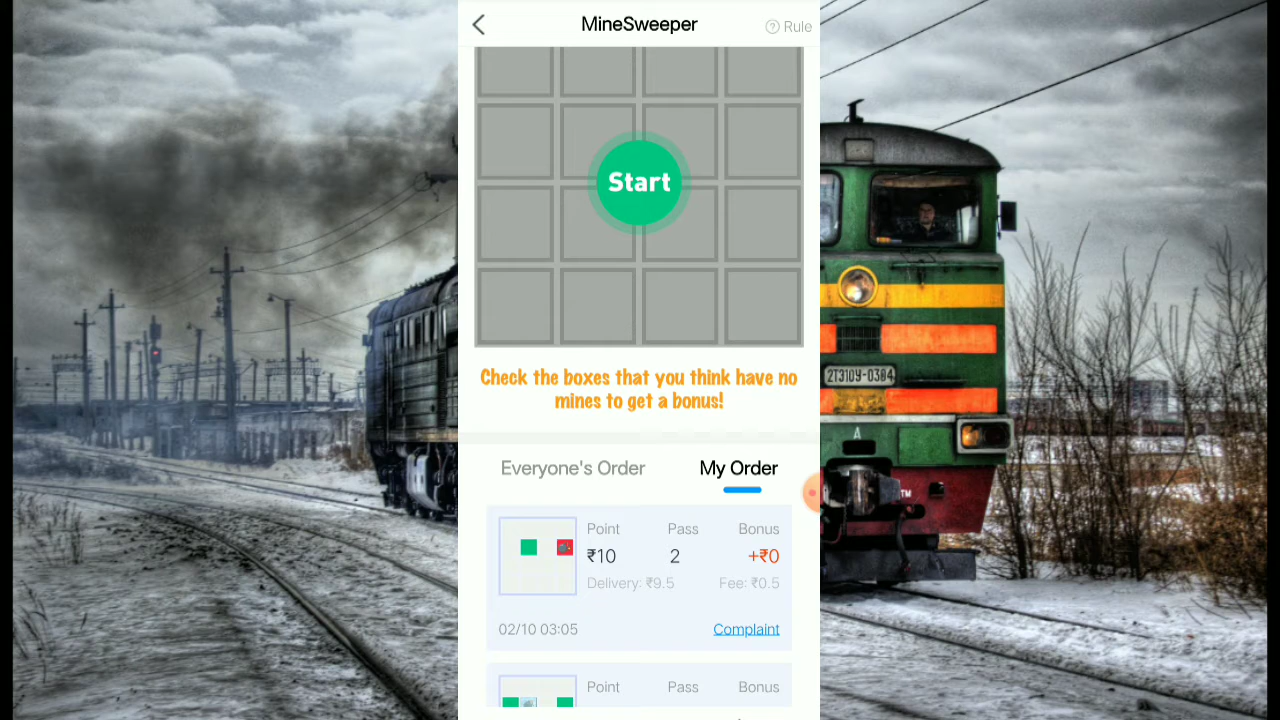 MineSweeper
Rule
Start
Check the boxes that you think have no
mines to get a bonus!
Everyone's Order
My Order
Point Pass Bonus
₹10 2 +₹0
Delivery: ₹9.5 Fee: ₹0.5
02/10 03:05 Complaint
Point Pass Bonus
2ТЭ10У-0384
А